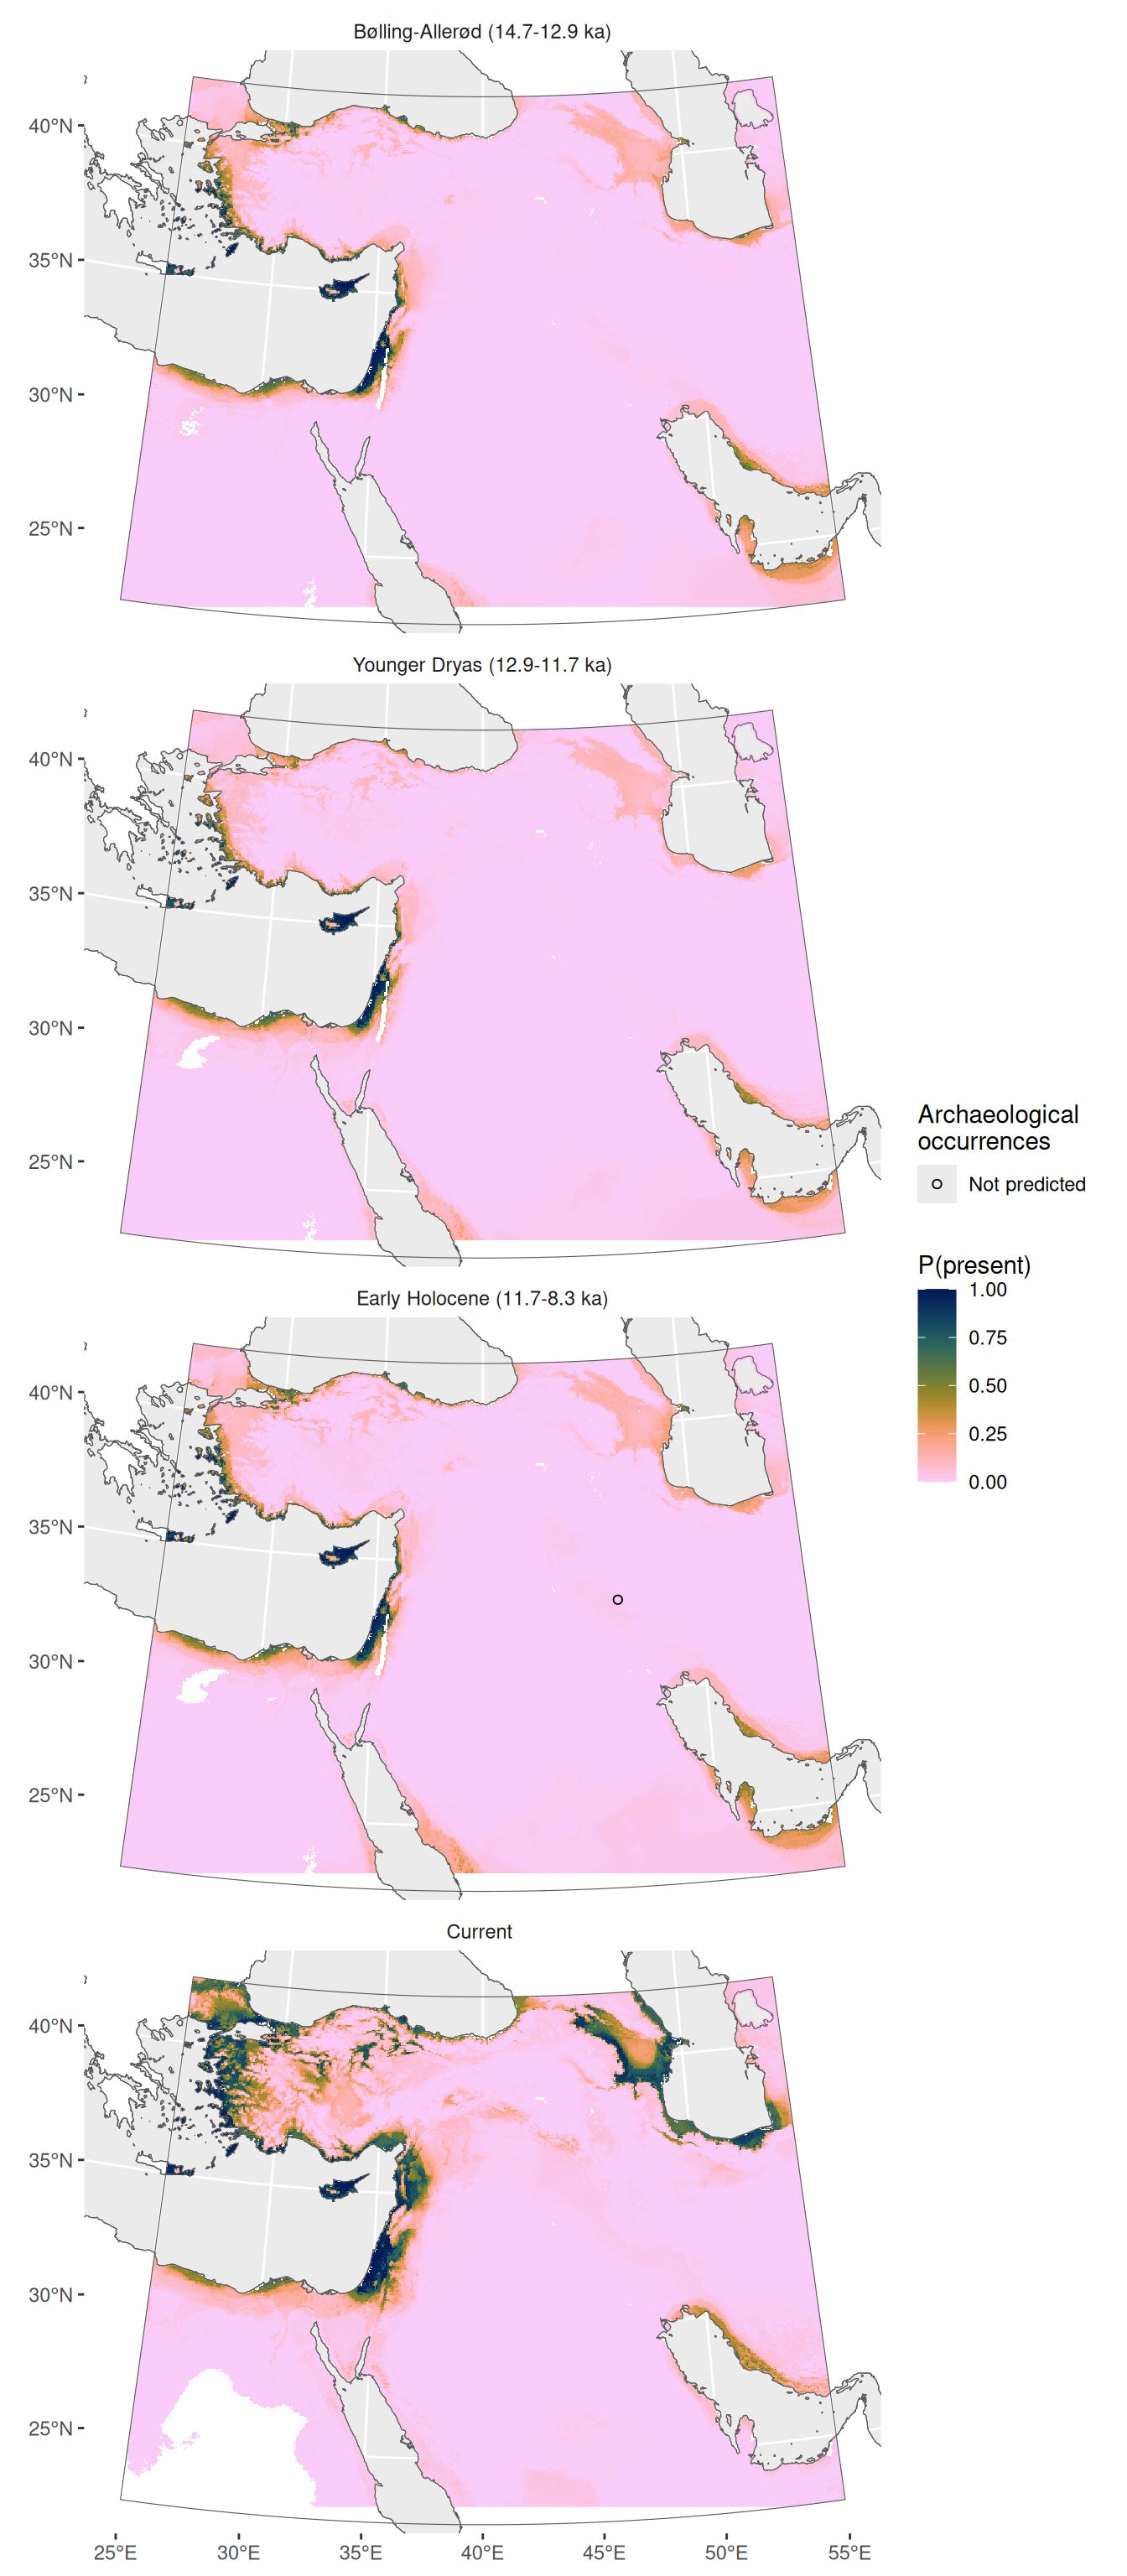 Bølling-Allerød (14.7-12.9 ka)
40°N
35°N
30°N
25°N
Younger Dryas (12.9-11.7 ka)
40°N
35°N
30°N
25°N
Early Holocene (11.7-8.3 ka)
40°N
35°N
30°N
25°N
Current
40°N
35°N
30°N
25°N
25°E 30°E 35°E 40°E 45°E 50°E 55°E
Archaeological
occurrences
Not predicted
P(present)
1.00
0.75
0.50
0.25
0.00